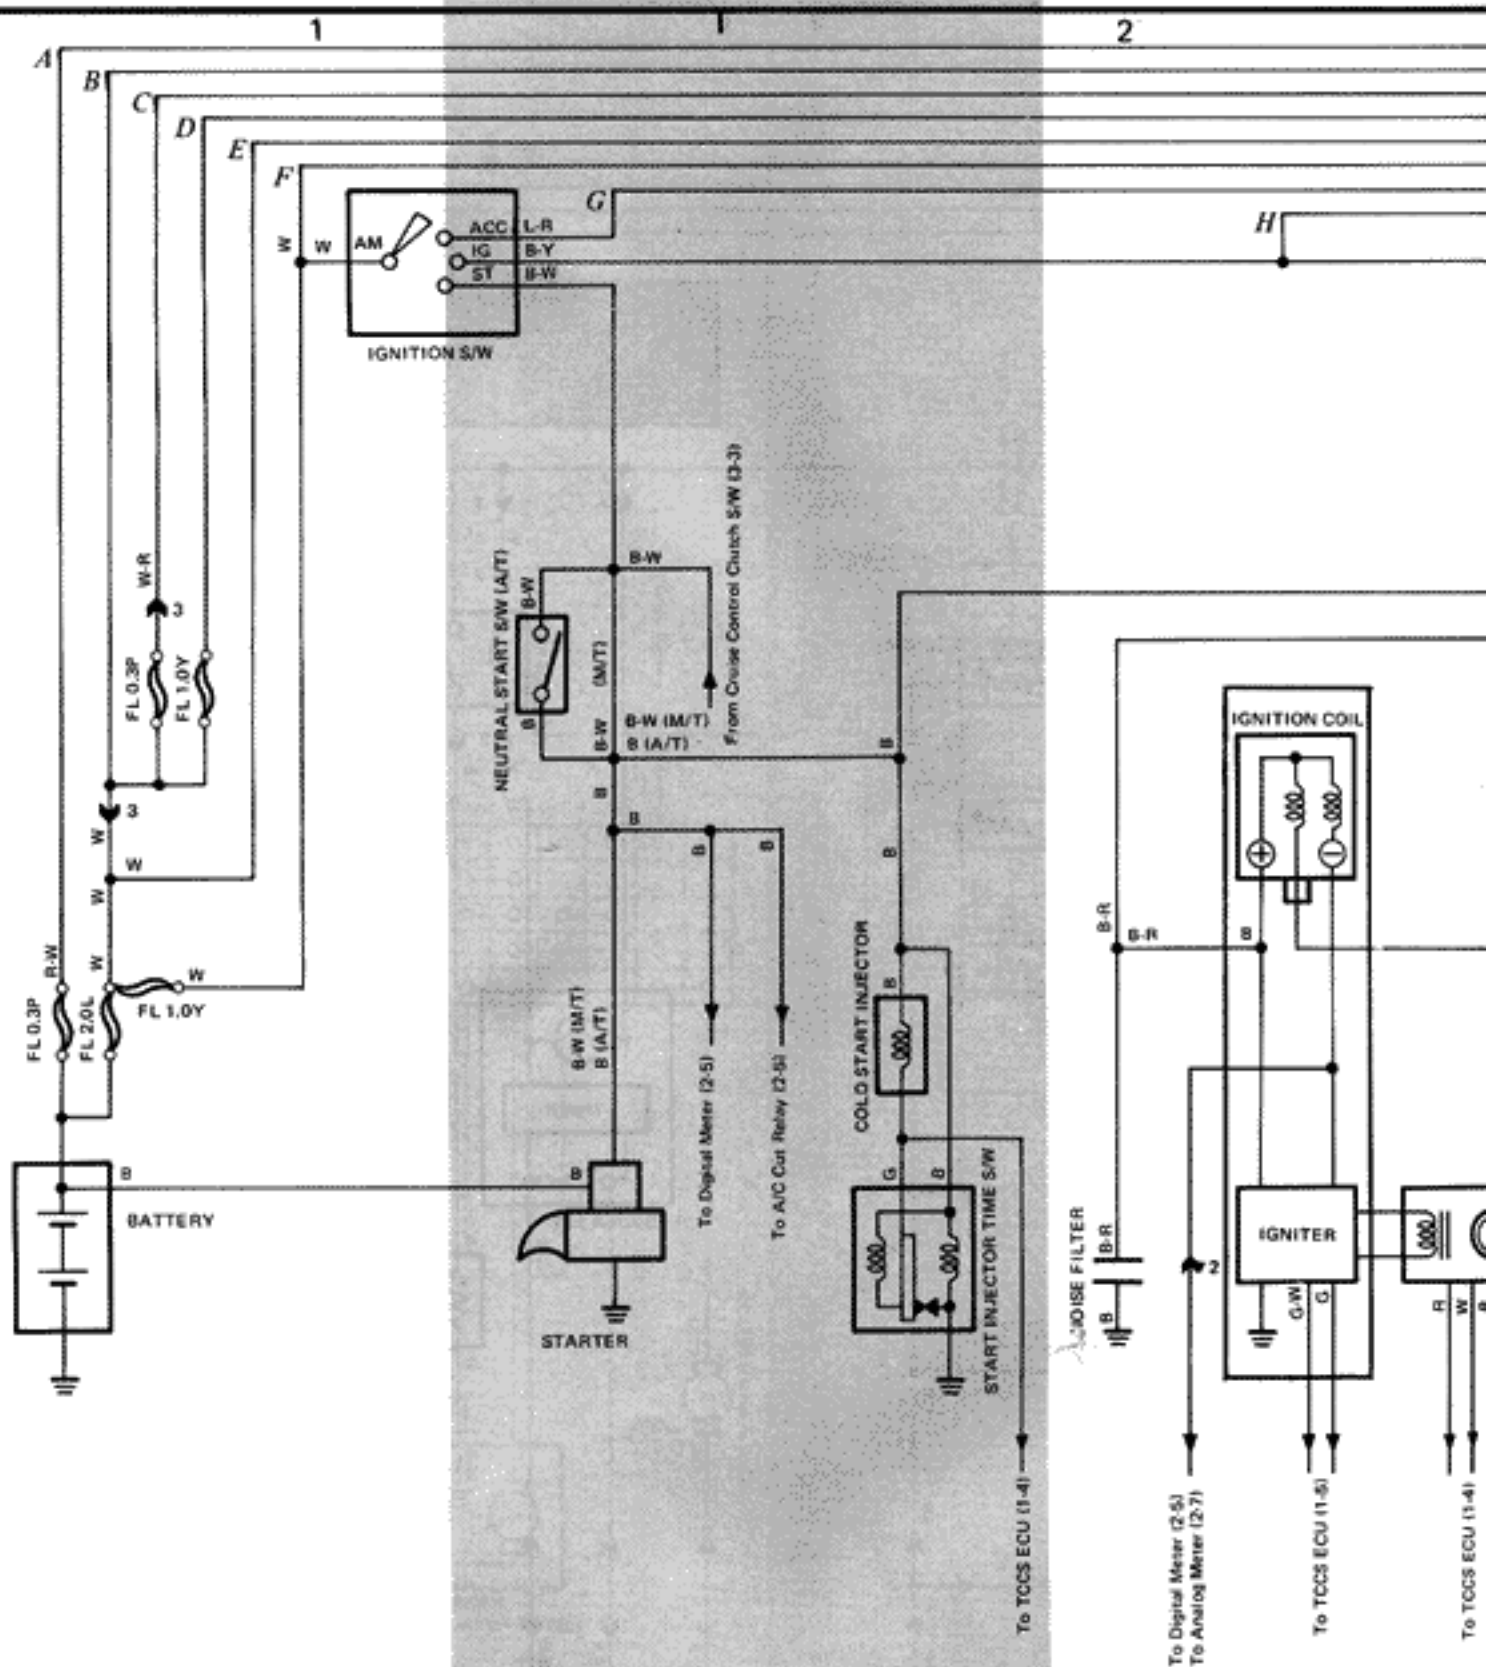 1
2
A
B
C
D
E
F
G
H
W
W
AM
ACC
L-R
IG
B-Y
ST
B-W
IGNITION S/W
W-R
3
FL 0.3P
FL 1.0Y
3
W
W
W
W
W
R-W
FL 0.3P
FL 2.0L
FL 1.0Y
B
BATTERY
NEUTRAL START S/W (A/T)
B-W
B
B-W
(M/T)
B-W
B-W (M/T)
B (A/T)
From Cruise Control Clutch S/W (3-3)
B
B
B
B
B-W (M/T)
B (A/T)
To Digital Meter (2-5)
To A/C Cut Relay (2-5)
B
STARTER
B
B
COLD START INJECTOR
B
G
B
START INJECTOR TIME S/W
To TCCS ECU (1-4)
IGNITION COIL
+
−
B-R
B-R
B
NOISE FILTER
B-R
B
2
To Digital Meter (2-5)
To Analog Meter (2-7)
IGNITER
G-W
G
To TCCS ECU (1-5)
R
W
To TCCS ECU (1-4)